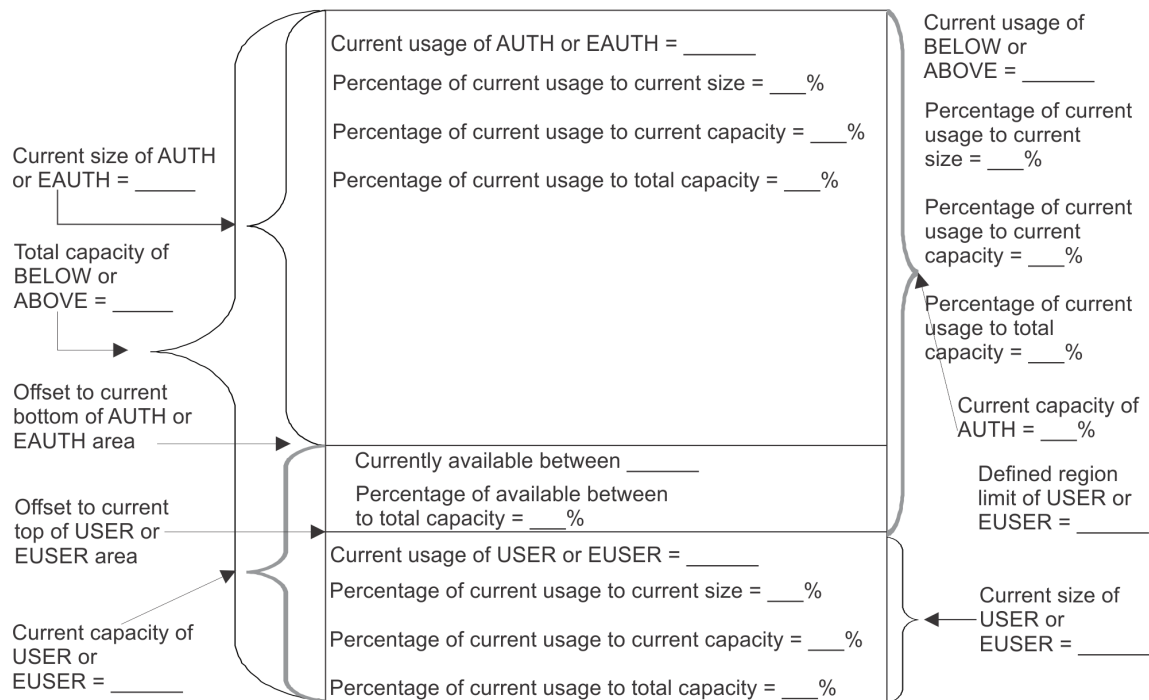 Current size of AUTH
or EAUTH = _____
Total capacity of
BELOW or
ABOVE = _____
Offset to current
bottom of AUTH or
EAUTH area
Offset to current
top of USER or
EUSER area
Current capacity of
USER or
EUSER = ______
Current usage of AUTH or EAUTH = ______
Percentage of current usage to current size = ___%
Percentage of current usage to current capacity = ___%
Percentage of current usage to total capacity = ___%
Currently available between ______
Percentage of available between
to total capacity = ___%
Current usage of USER or EUSER = ______
Percentage of current usage to current size = ___%
Percentage of current usage to current capacity = ___%
Percentage of current usage to total capacity = ___%
Current usage of
BELOW or
ABOVE = ______
Percentage of current
usage to current
size = ___%
Percentage of current
usage to current
capacity = ___%
Percentage of current
usage to total
capacity = ___%
Current capacity of
AUTH = ___%
Defined region
limit of USER or
EUSER = ______
Current size of
USER or
EUSER = ______